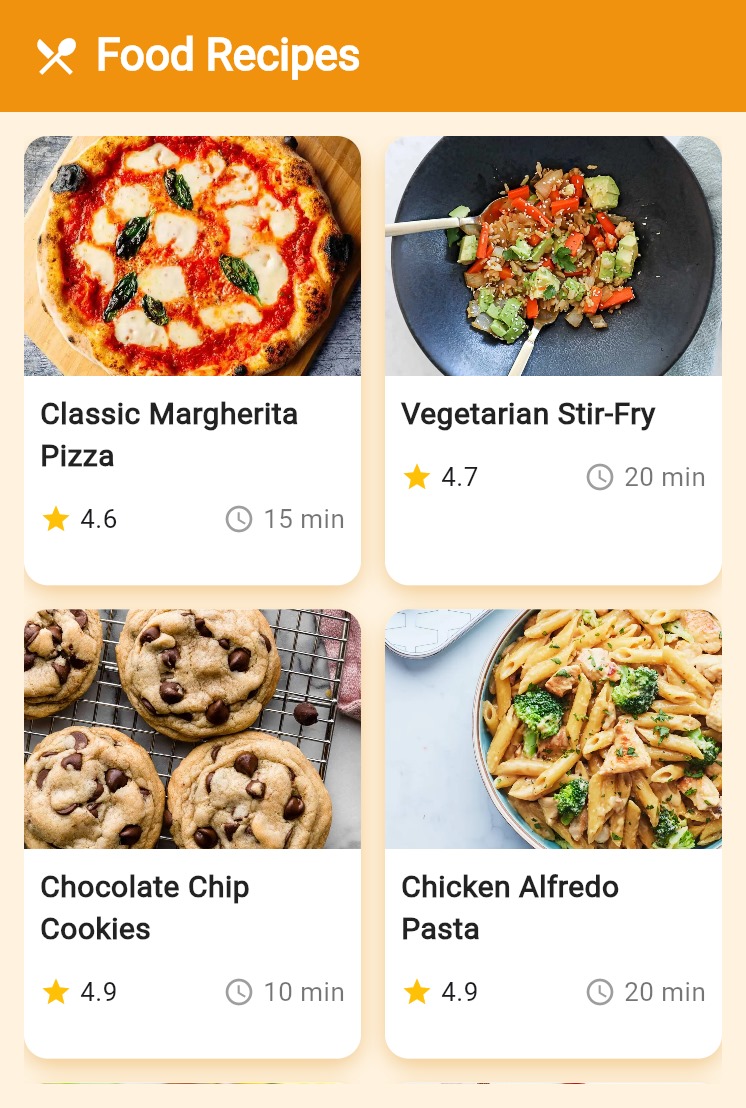 Food Recipes
Classic Margherita
Pizza
4.6 15 min
Vegetarian Stir-Fry
4.7 20 min
Chocolate Chip
Cookies
4.9 10 min
Chicken Alfredo
Pasta
4.9 20 min